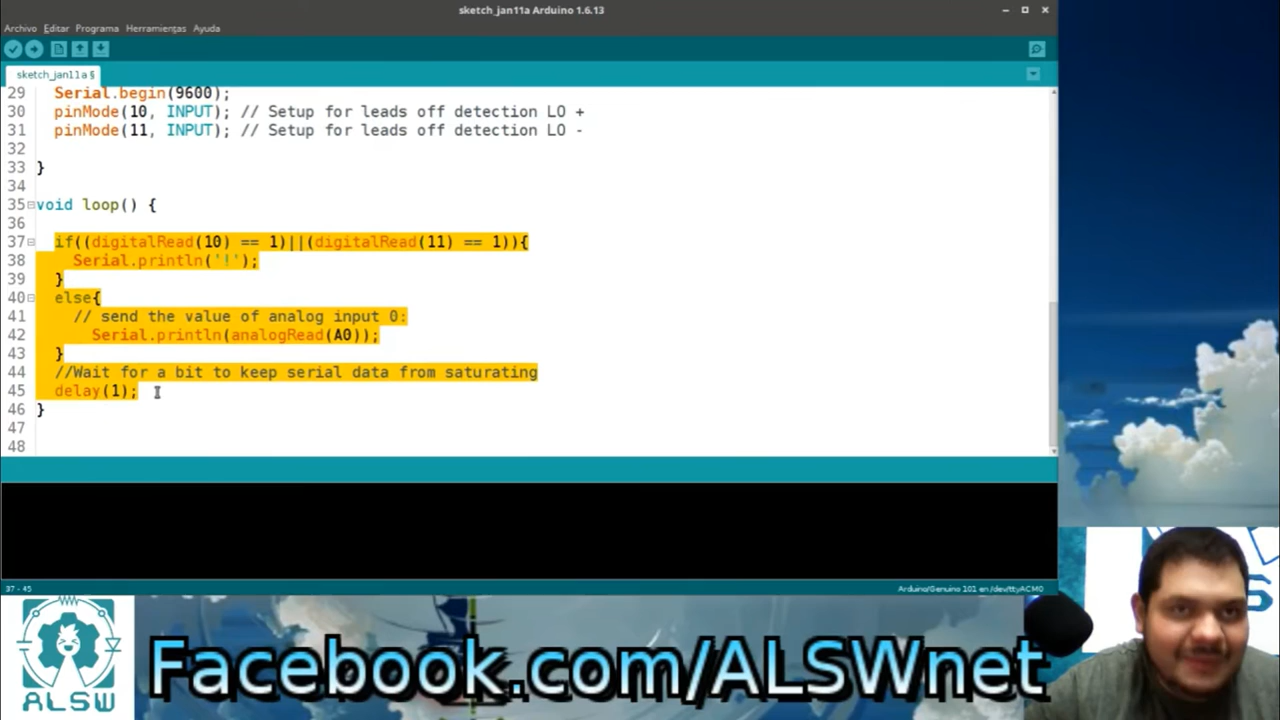 sketch_jan11a Arduino 1.6.13
Archivo Editar Programa Herramientas Ayuda
sketch_jan11a §
29 Serial.begin(9600);
30 pinMode(10, INPUT); // Setup for leads off detection LO +
31 pinMode(11, INPUT); // Setup for leads off detection LO -
32
33 }
34
35 void loop() {
36
37 if((digitalRead(10) == 1)||(digitalRead(11) == 1)){
38 Serial.println('!');
39 }
40 else{
41 // send the value of analog input 0:
42 Serial.println(analogRead(A0));
43 }
44 //Wait for a bit to keep serial data from saturating
45 delay(1);
46 }
47
48
37 - 45
Arduino/Genuino 101 en /dev/ttyACM0
ALSW
Facebook.com/ALSWnet